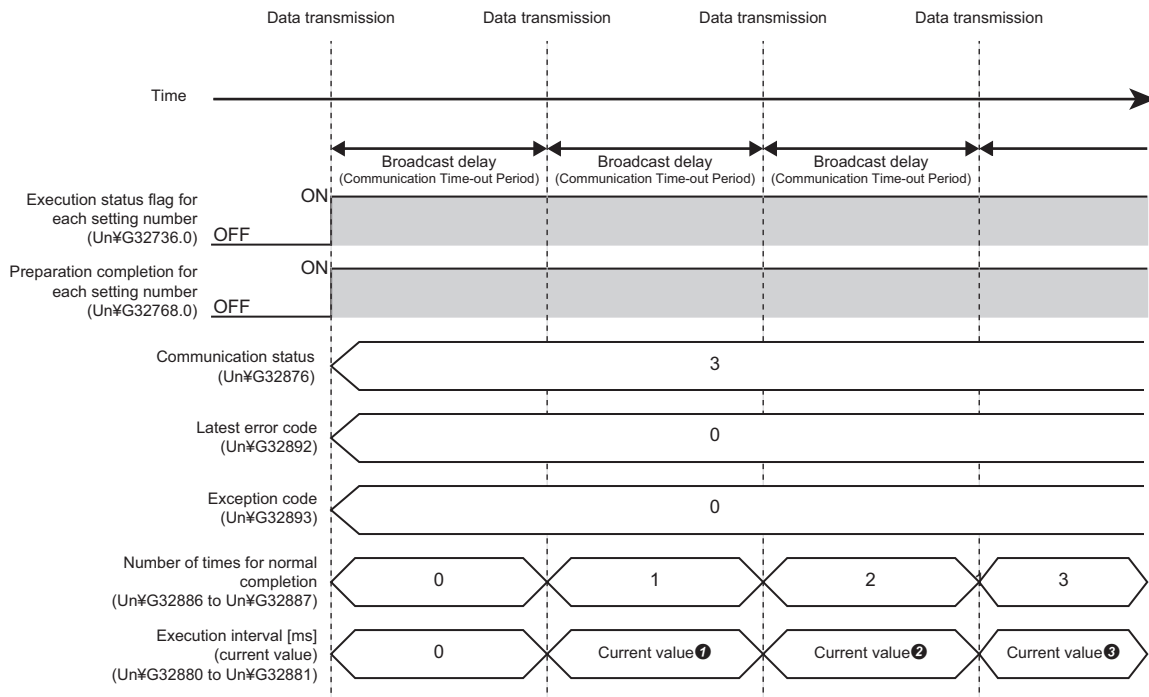 Data transmission Data transmission Data transmission Data transmission
Time
Broadcast delay Broadcast delay Broadcast delay
(Communication Time-out Period) (Communication Time-out Period) (Communication Time-out Period)
Execution status flag for
each setting number
(Un¥G32736.0)
ON
OFF
Preparation completion for
each setting number
(Un¥G32768.0)
ON
OFF
Communication status
(Un¥G32876)
3
Latest error code
(Un¥G32892)
0
Exception code
(Un¥G32893)
0
Number of times for normal
completion
(Un¥G32886 to Un¥G32887)
0 1 2 3
Execution interval [ms]
(current value)
(Un¥G32880 to Un¥G32881)
0 Current value❶ Current value❷ Current value❸